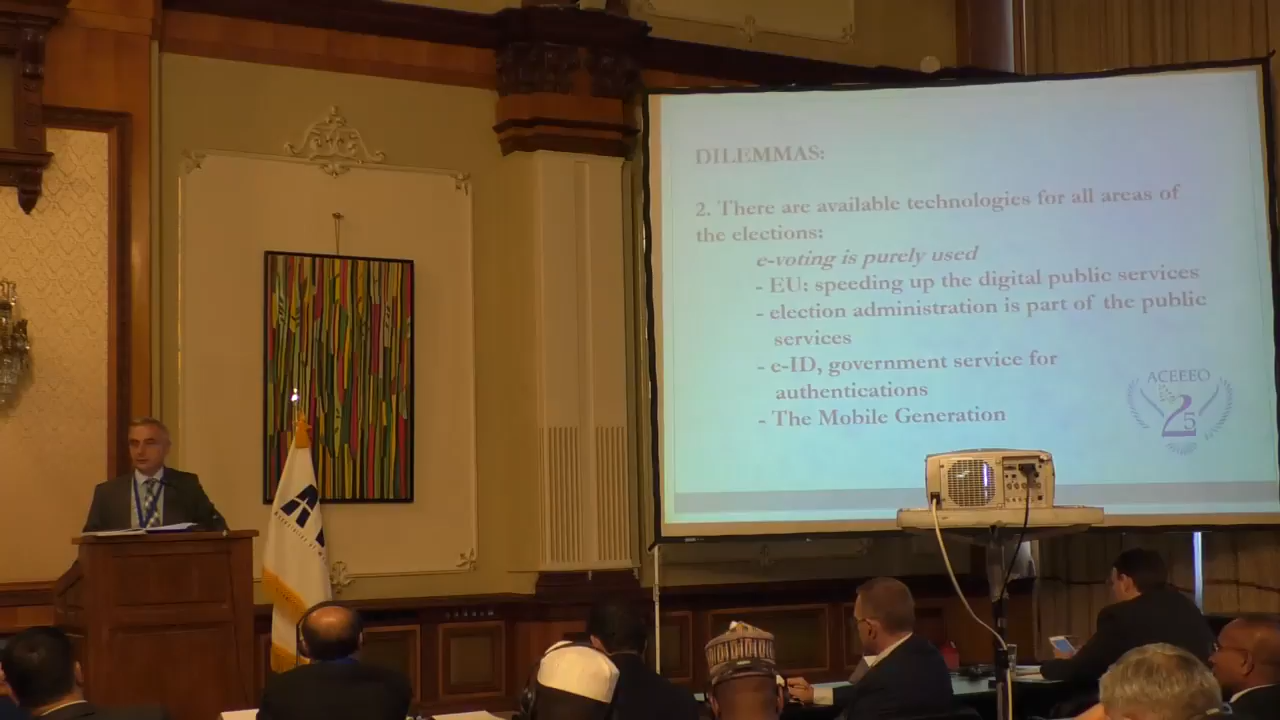 DILEMMAS:
2. There are available technologies for all areas of
the elections:
e-voting is purely used
- EU: speeding up the digital public services
- election administration is part of the public
services
- e-ID, government service for
authentications
- The Mobile Generation
ACEEEO
25